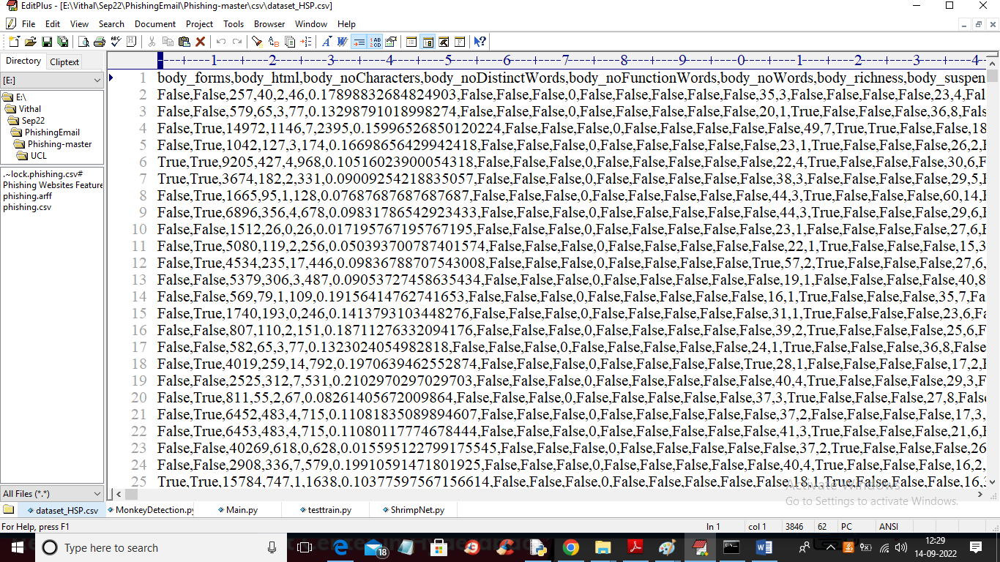 EditPlus - [E:\Vithal\Sep22\PhishingEmail\Phishing-master\csv\dataset_HSP.csv]
File Edit View Search Document Project Tools Browser Window Help
Directory Cliptext
[E:]
E:\
Vithal
Sep22
PhishingEmail
Phishing-master
UCL
.~lock.phishing.csv#
Phishing Websites Feature
phishing.arff
phishing.csv
All Files (*.*)
----+----1----+----2----+----3----+----4----+----5----+----6----+----7----+----8----+----9----+----0----+----1----+----2----+----3----+----4-
1 body_forms,body_html,body_noCharacters,body_noDistinctWords,body_noFunctionWords,body_noWords,body_richness,body_suspen
2 False,False,257,40,2,46,0.17898832684824903,False,False,False,0,False,False,False,False,False,35,3,False,False,False,False,23,4,Fal
3 False,False,579,65,3,77,0.13298791018998274,False,False,False,0,False,False,False,False,False,20,1,True,False,False,False,36,8,Fals
4 False,True,14972,1146,7,2395,0.15996526850120224,False,False,False,0,False,False,False,False,False,49,7,True,True,False,False,18
5 False,True,1042,127,3,174,0.16698656429942418,False,False,False,0,False,False,False,False,False,23,1,True,False,False,False,26,2,F
6 True,True,9205,427,4,968,0.10516023900054318,False,False,False,0,False,False,False,False,False,22,4,True,False,False,False,30,6,F
7 True,True,3674,182,2,331,0.09009254218835057,False,False,False,0,False,False,False,False,False,38,3,False,False,False,False,29,5,F
8 False,True,1665,95,1,128,0.07687687687687687,False,False,False,0,False,False,False,False,False,44,3,True,False,False,False,60,14,F
9 False,True,6896,356,4,678,0.09831786542923433,False,False,False,0,False,False,False,False,False,44,3,True,False,False,False,29,6,F
10 False,False,1512,26,0,26,0.017195767195767195,False,False,False,0,False,False,False,False,False,23,1,False,False,False,False,27,6,F
11 False,True,5080,119,2,256,0.050393700787401574,False,False,False,0,False,False,False,False,False,22,1,True,False,False,False,15,3
12 False,True,4534,235,17,446,0.09836788707543008,False,False,False,0,False,False,False,False,True,57,2,True,False,False,False,27,6,
13 False,False,5379,306,3,487,0.09053727458635434,False,False,False,0,False,False,False,False,False,19,1,False,False,False,False,40,8
14 False,False,569,79,1,109,0.19156414762741653,False,False,False,0,False,False,False,False,False,16,1,True,False,False,False,35,7,Fa
15 False,True,1740,193,0,246,0.1413793103448276,False,False,False,0,False,False,False,False,False,31,1,True,False,False,False,23,6,Fa
16 False,False,807,110,2,151,0.18711276332094176,False,False,False,0,False,False,False,False,False,39,2,True,False,False,False,25,6,F
17 False,False,582,65,3,77,0.1323024054982818,False,False,False,0,False,False,False,False,False,24,1,True,False,False,False,36,8,False
18 False,True,4019,259,14,792,0.1970639462552874,False,False,False,0,False,False,False,False,True,28,1,False,False,False,False,17,2,F
19 False,False,2525,312,7,531,0.2102970297029703,False,False,False,0,False,False,False,False,False,40,4,True,False,False,False,29,3,F
20 False,True,811,55,2,67,0.08261405672009864,False,False,False,0,False,False,False,False,False,37,3,True,False,False,False,27,8,False
21 False,True,6452,483,4,715,0.11081835089894607,False,False,False,0,False,False,False,False,False,37,2,False,False,False,False,17,3,
22 False,True,6453,483,4,715,0.11080117774678444,False,False,False,0,False,False,False,False,False,41,3,True,False,False,False,21,6,F
23 False,False,40269,618,0,628,0.015595122799175545,False,False,False,0,False,False,False,False,False,37,2,True,False,False,False,26
24 False,False,2908,336,7,579,0.19910591471801925,False,False,False,0,False,False,False,False,False,40,4,True,False,False,False,16,2,
25 True,True,15784,747,1,1638,0.10377597567156614,False,False,False,0,False,False,False,False,False,18,1,True,False,False,False,16,3
Activate Windows
Go to Settings to activate Windows.
dataset_HSP.csv MonkeyDetection.py Main.py testtrain.py ShrimpNet.py
For Help, press F1 ln 1 col 1 3846 62 PC ANSI
Type here to search
18
12:29
14-09-2022